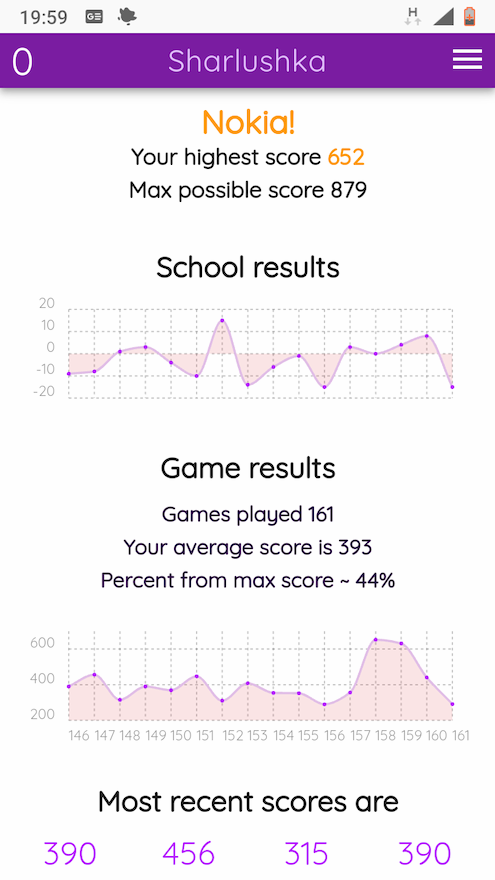 19:59 H
0 Sharlushka
Nokia!
Your highest score 652
Max possible score 879
School results
20
10
0
-10
-20
Game results
Games played 161
Your average score is 393
Percent from max score ~ 44%
600
400
200
146 147 148 149 150 151 152 153 154 155 156 157 158 159 160 161
Most recent scores are
390 456 315 390